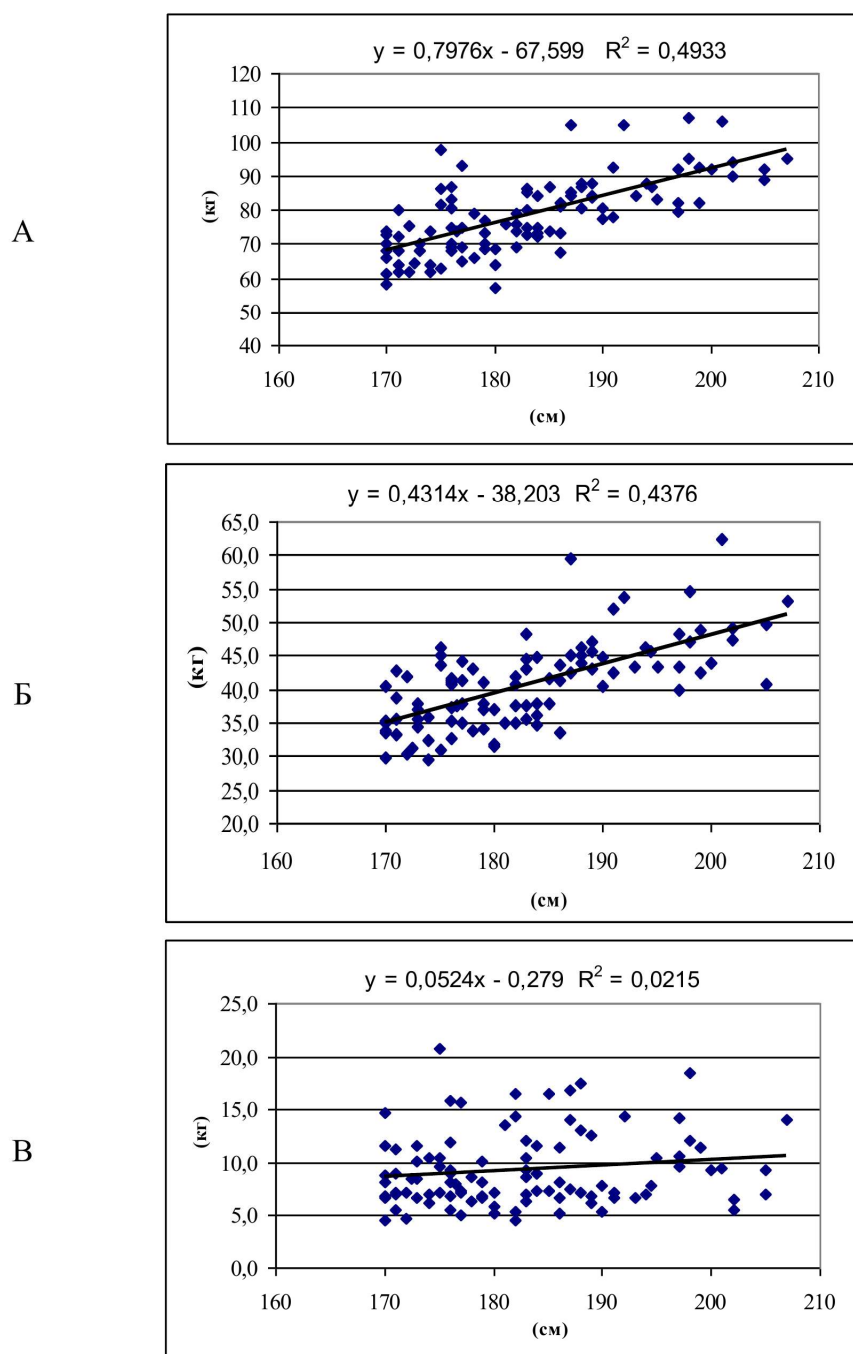 А
y = 0,7976x - 67,599 R² = 0,4933
120
110
100
90
80
70
60
50
40
(кг)
160 170 180 190 200 210
(см)
Б
y = 0,4314x - 38,203 R² = 0,4376
65,0
60,0
55,0
50,0
45,0
40,0
35,0
30,0
25,0
20,0
(кг)
160 170 180 190 200 210
(см)
В
y = 0,0524x - 0,279 R² = 0,0215
25,0
20,0
15,0
10,0
5,0
0,0
(кг)
160 170 180 190 200 210
(см)